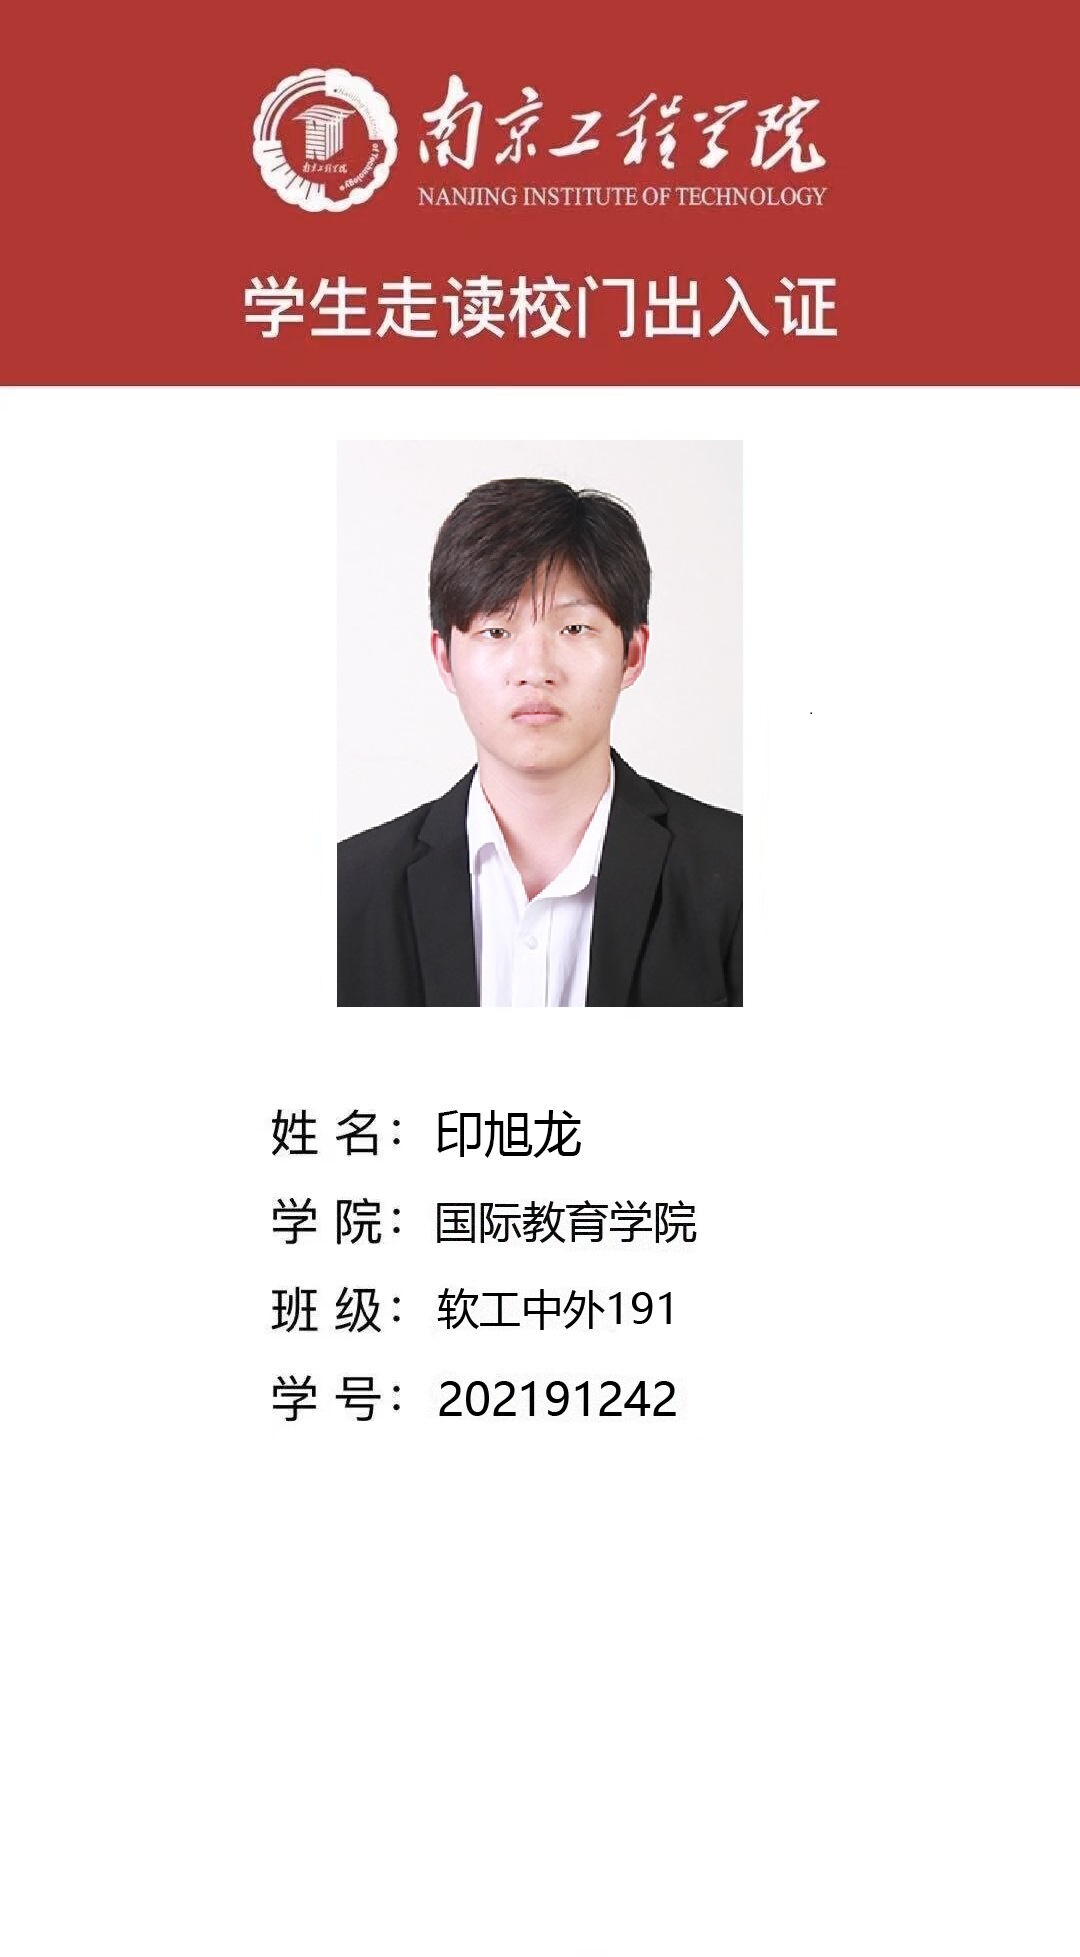 南京工程学院
NANJING INSTITUTE OF TECHNOLOGY
学生走读校门出入证
姓 名：印旭龙
学 院：国际教育学院
班 级：软工中外191
学 号：202191242